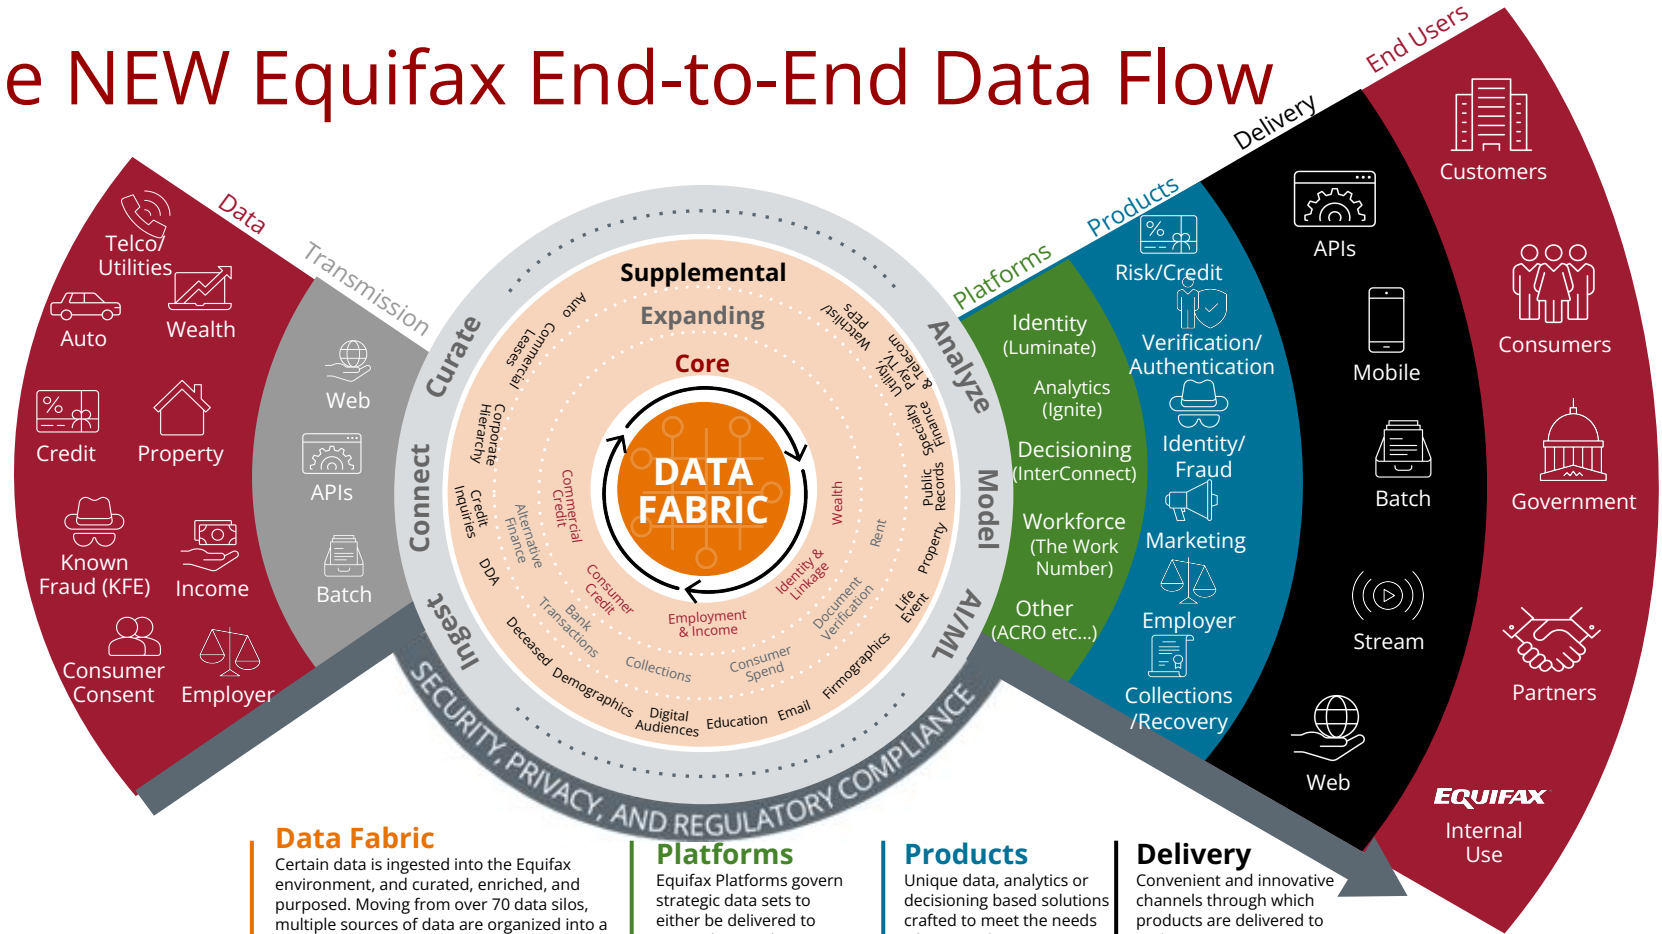 e NEW Equifax End-to-End Data Flow
Data
Telco/
Utilities
Auto
Wealth
Credit
Property
Known
Fraud (KFE)
Income
Consumer
Consent
Employer
Transmission
Web
APIs
Batch
Curate
Connect
Ingest
Analyze
Model
AI/ML
Supplemental
Expanding
Core
DATA
FABRIC
Auto
Commercial
Leases
Corporate
Hierarchy
Credit
Inquiries
DDA
Deceased
Demographics
Digital
Audiences
Education
Email
Firmographics
Life
Event
Property
Public
Records
Specialty
Finance
Utility,
Pay TV,
& Telecom
Watchlist/
PEPs
Alternative
Finance
Bank
Transactions
Collections
Consumer
Spend
Document
Verification
Rent
Commercial
Credit
Consumer
Credit
Employment
& Income
Identity &
Linkage
Wealth
SECURITY, PRIVACY, AND REGULATORY COMPLIANCE
Platforms
Identity
(Luminate)
Analytics
(Ignite)
Decisioning
(InterConnect)
Workforce
(The Work
Number)
Other
(ACRO etc...)
Products
Risk/Credit
Verification/
Authentication
Identity/
Fraud
Marketing
Employer
Collections
/Recovery
Delivery
APIs
Mobile
Batch
Stream
Web
End Users
Customers
Consumers
Government
Partners
EQUIFAX
Internal
Use
Data Fabric
Certain data is ingested into the Equifax
environment, and curated, enriched, and
purposed. Moving from over 70 data silos,
multiple sources of data are organized into a
Platforms
Equifax Platforms govern
strategic data sets to
either be delivered to
Products
Unique data, analytics or
decisioning based solutions
crafted to meet the needs
Delivery
Convenient and innovative
channels through which
products are delivered to